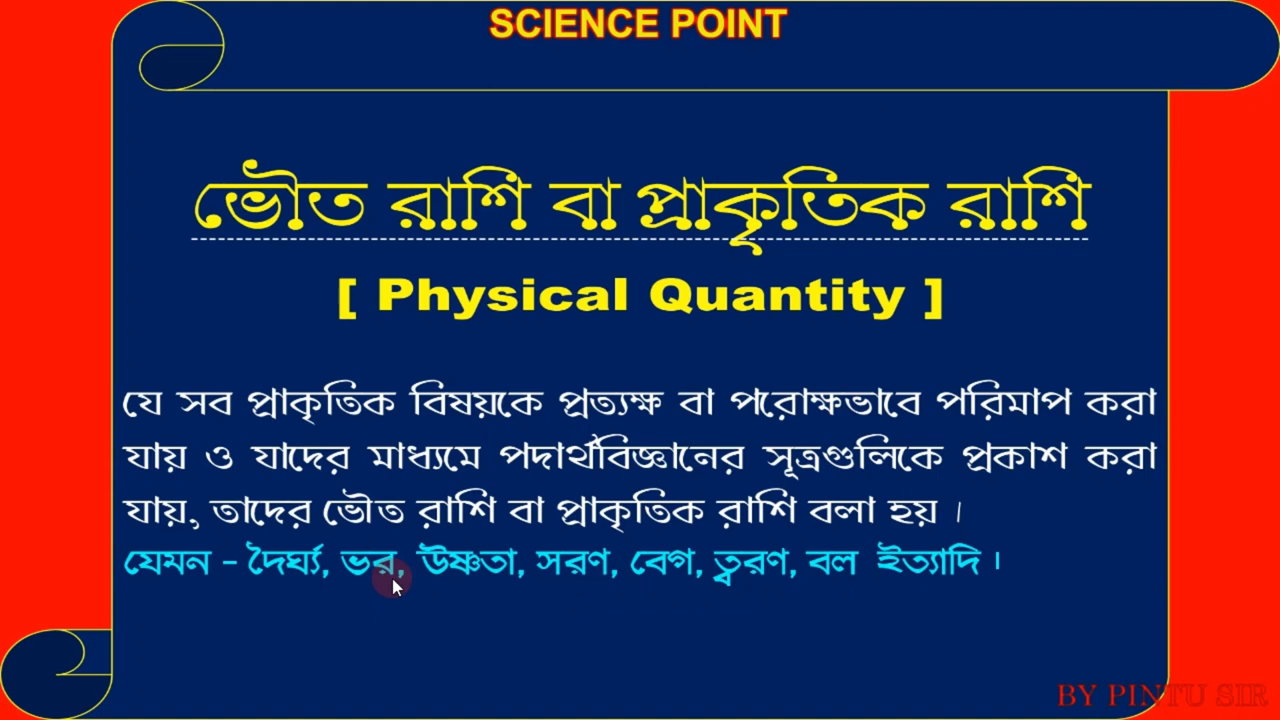 SCIENCE POINT
ভৌত রাশি বা প্রাকৃতিক রাশি
[ Physical Quantity ]
যে সব প্রাকৃতিক বিষয়কে প্রত্যক্ষ বা পরোক্ষভাবে পরিমাপ করা
যায় ও যাদের মাধ্যমে পদার্থবিজ্ঞানের সূত্রগুলিকে প্রকাশ করা
যায়, তাদের ভৌত রাশি বা প্রাকৃতিক রাশি বলা হয় ।
যেমন – দৈর্ঘ্য, ভর, উষ্ণতা, সরণ, বেগ, ত্বরণ, বল ইত্যাদি ।
BY PINTU SIR